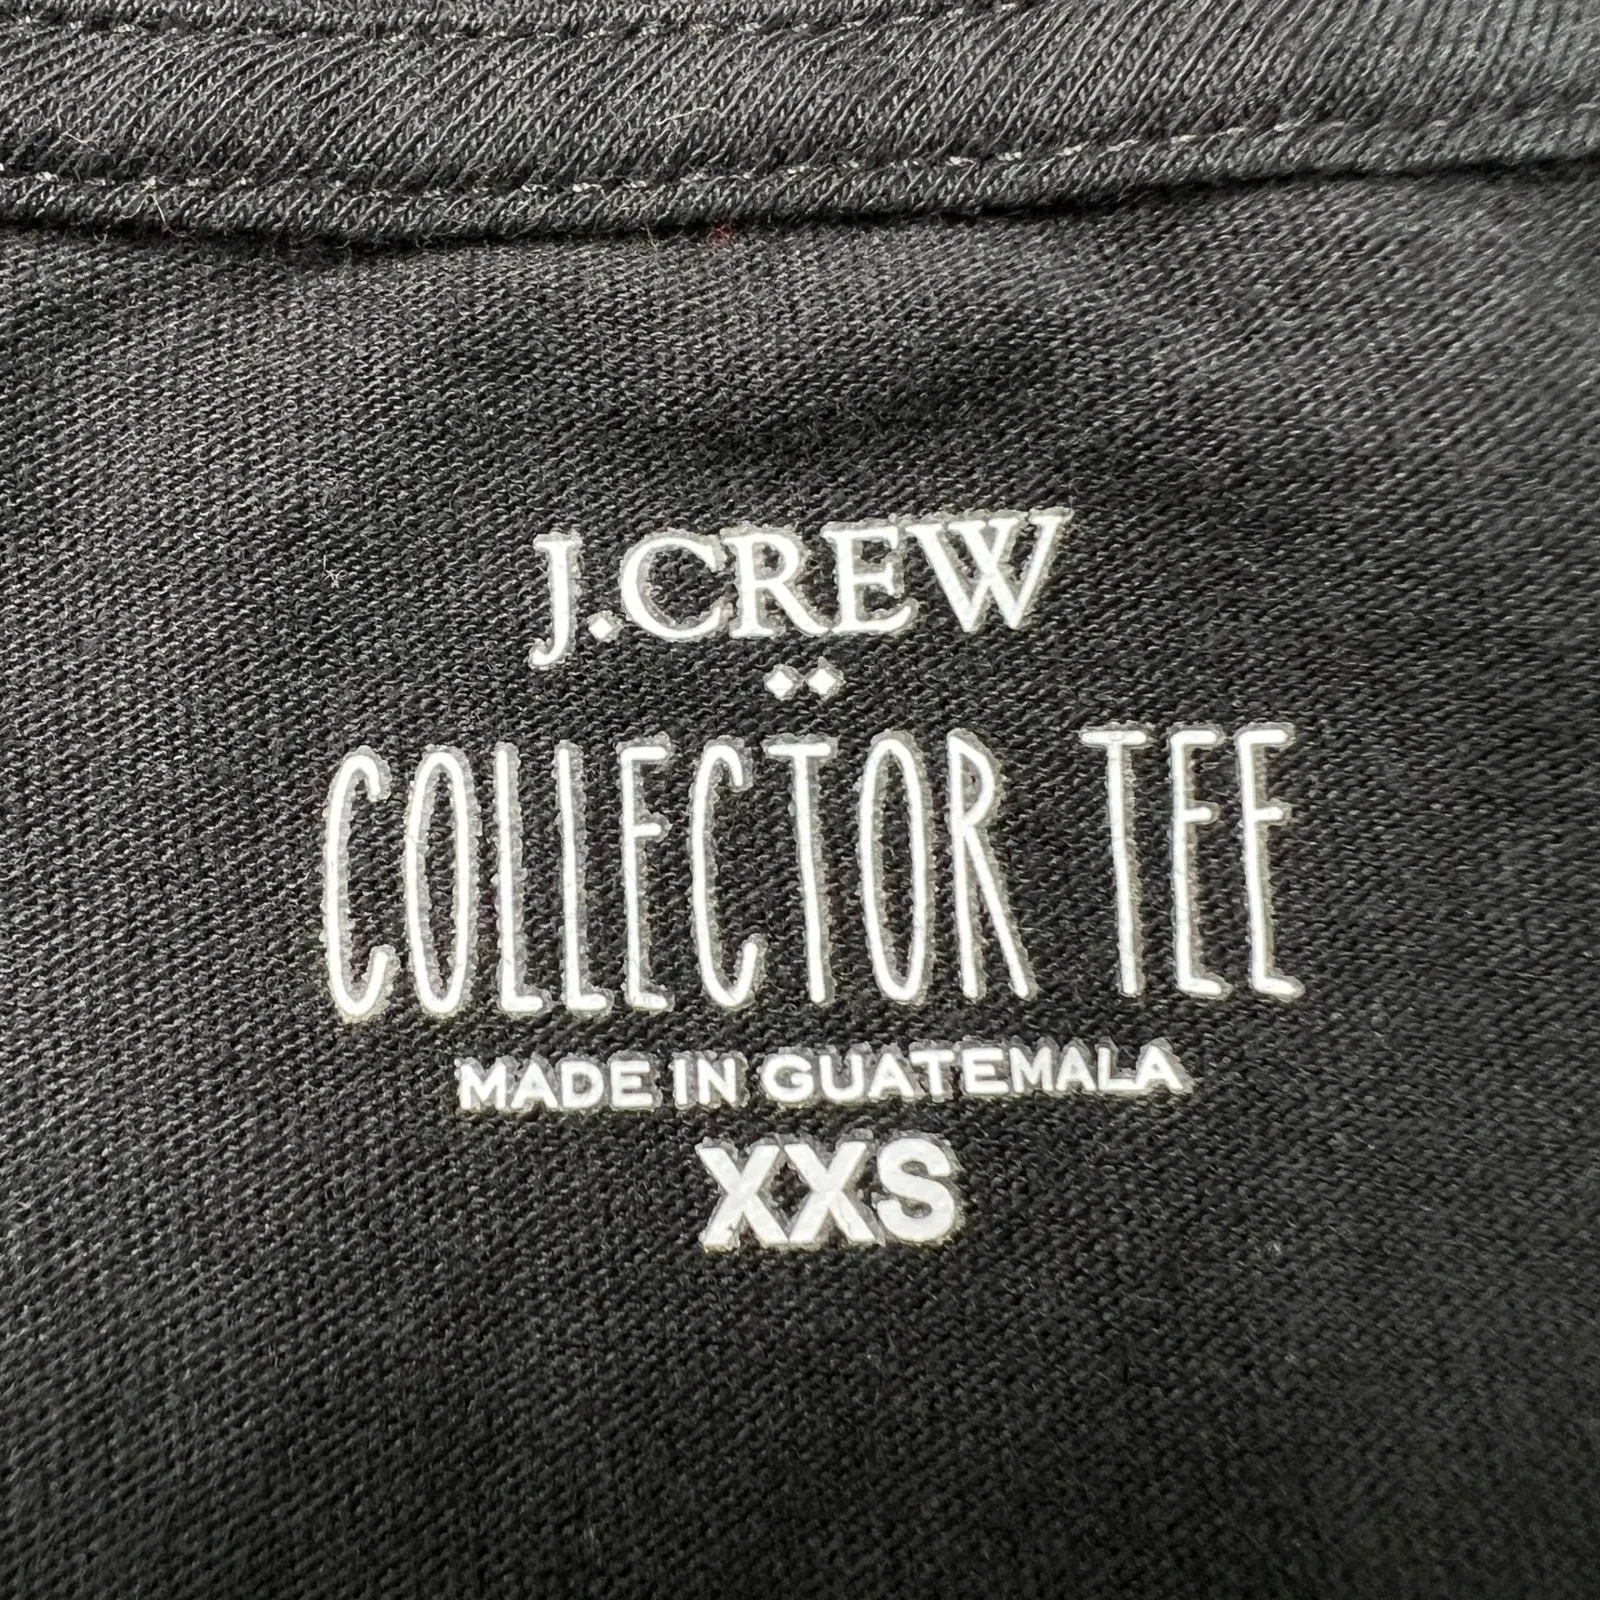 J.CREW
COLLECTOR TEE
MADE IN GUATEMALA
XXS